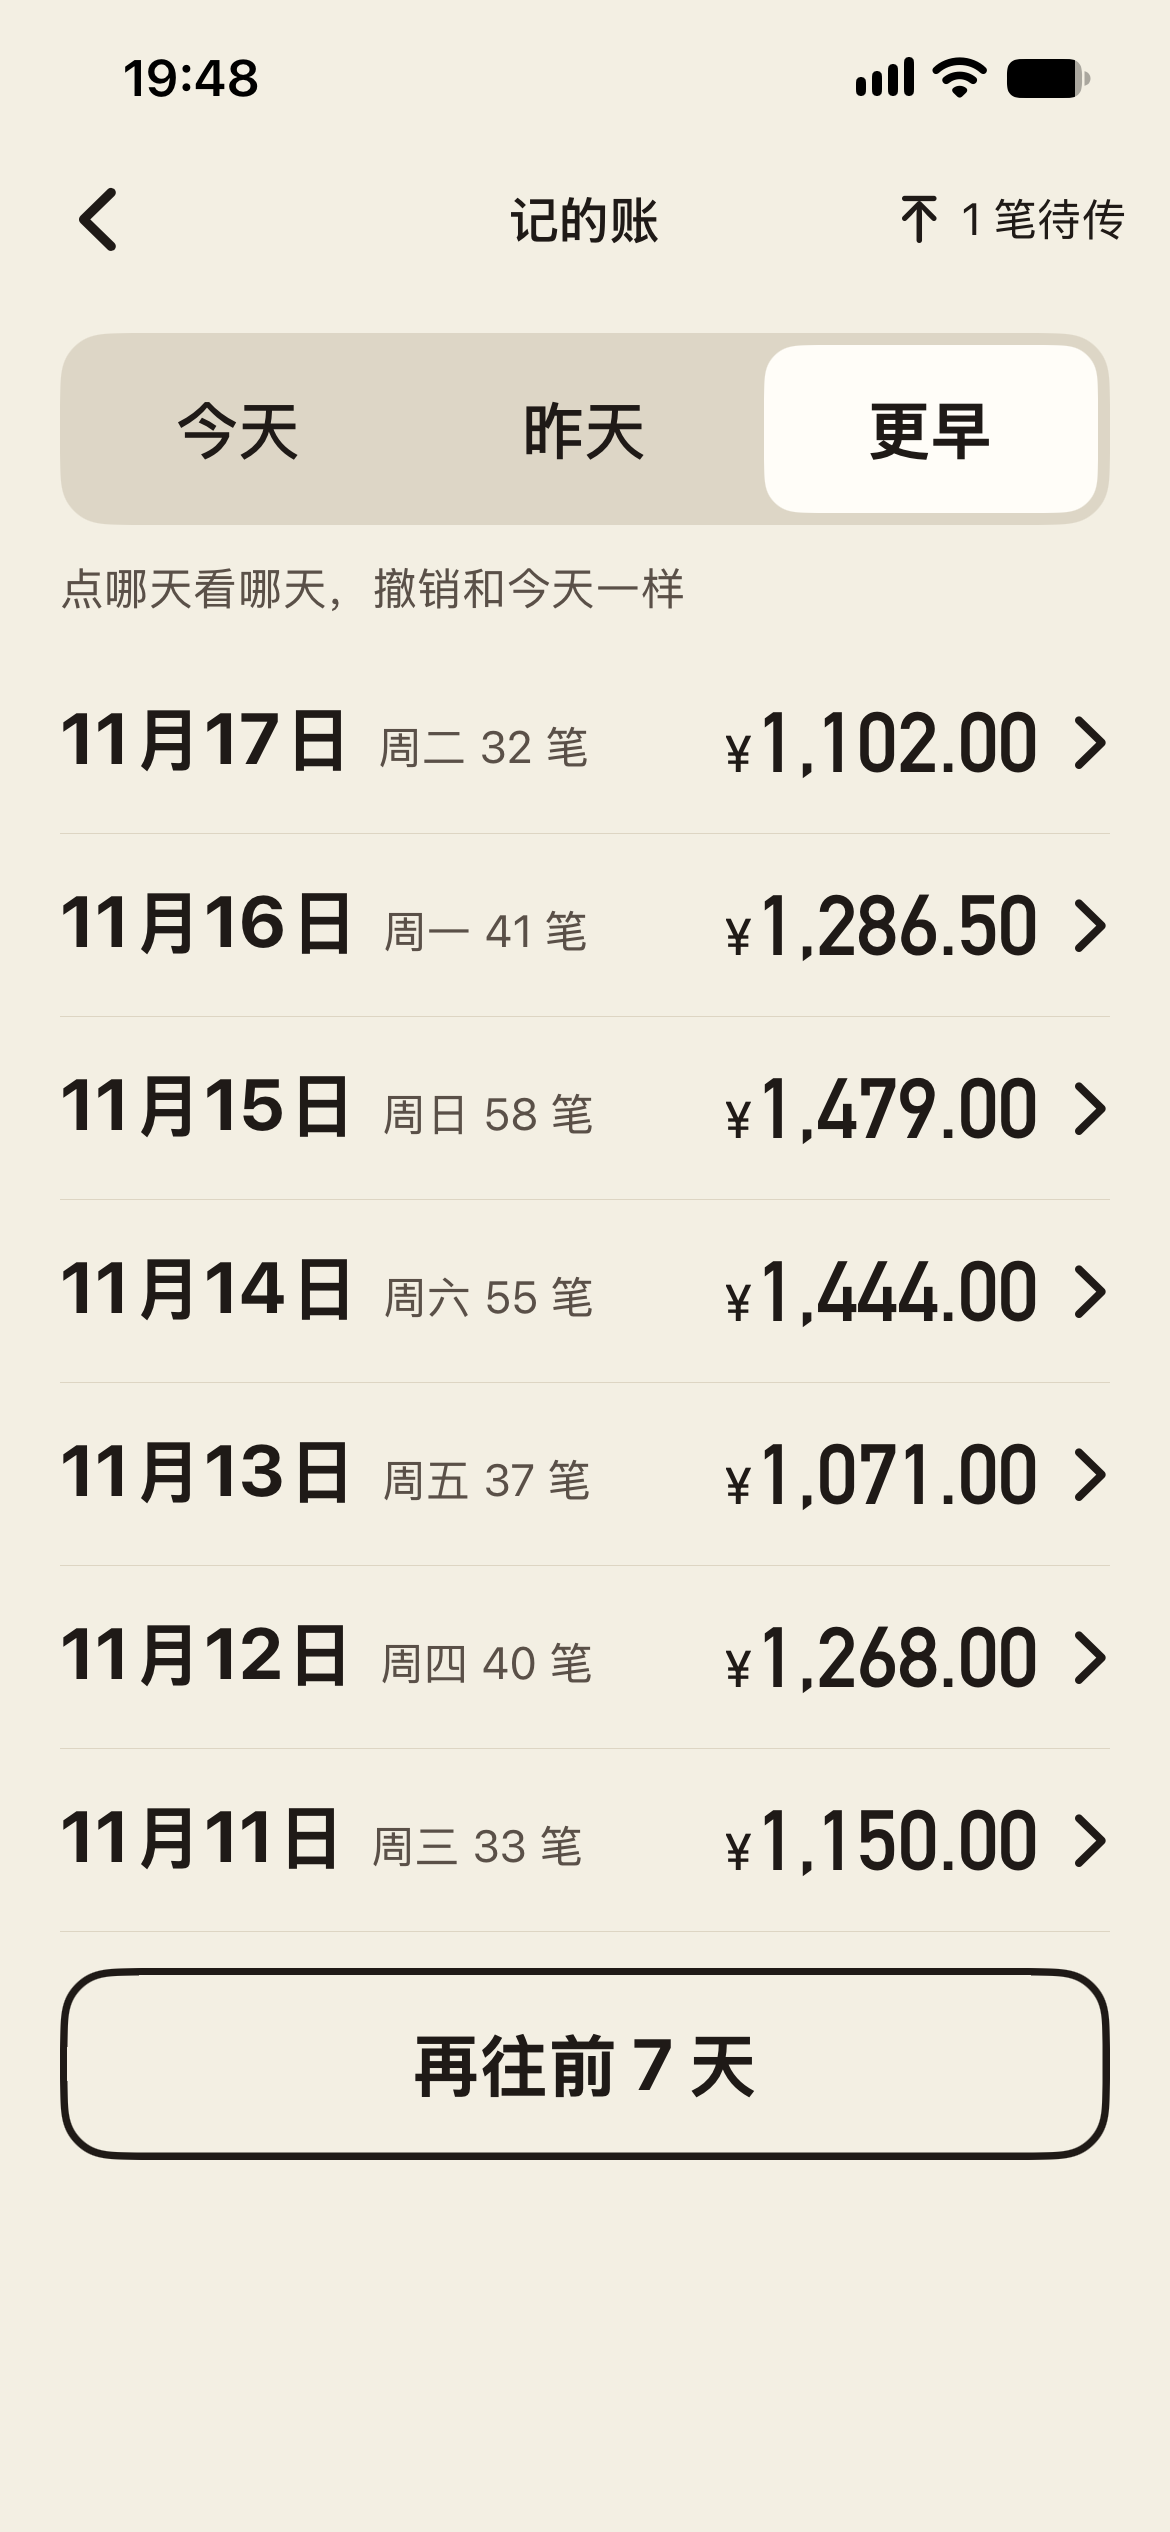 19:48
记的账
1 笔待传
今天 昨天 更早
点哪天看哪天，撤销和今天一样
11月17日 周二 32 笔 ¥1,102.00
11月16日 周一 41 笔 ¥1,286.50
11月15日 周日 58 笔 ¥1,479.00
11月14日 周六 55 笔 ¥1,444.00
11月13日 周五 37 笔 ¥1,071.00
11月12日 周四 40 笔 ¥1,268.00
11月11日 周三 33 笔 ¥1,150.00
再往前 7 天